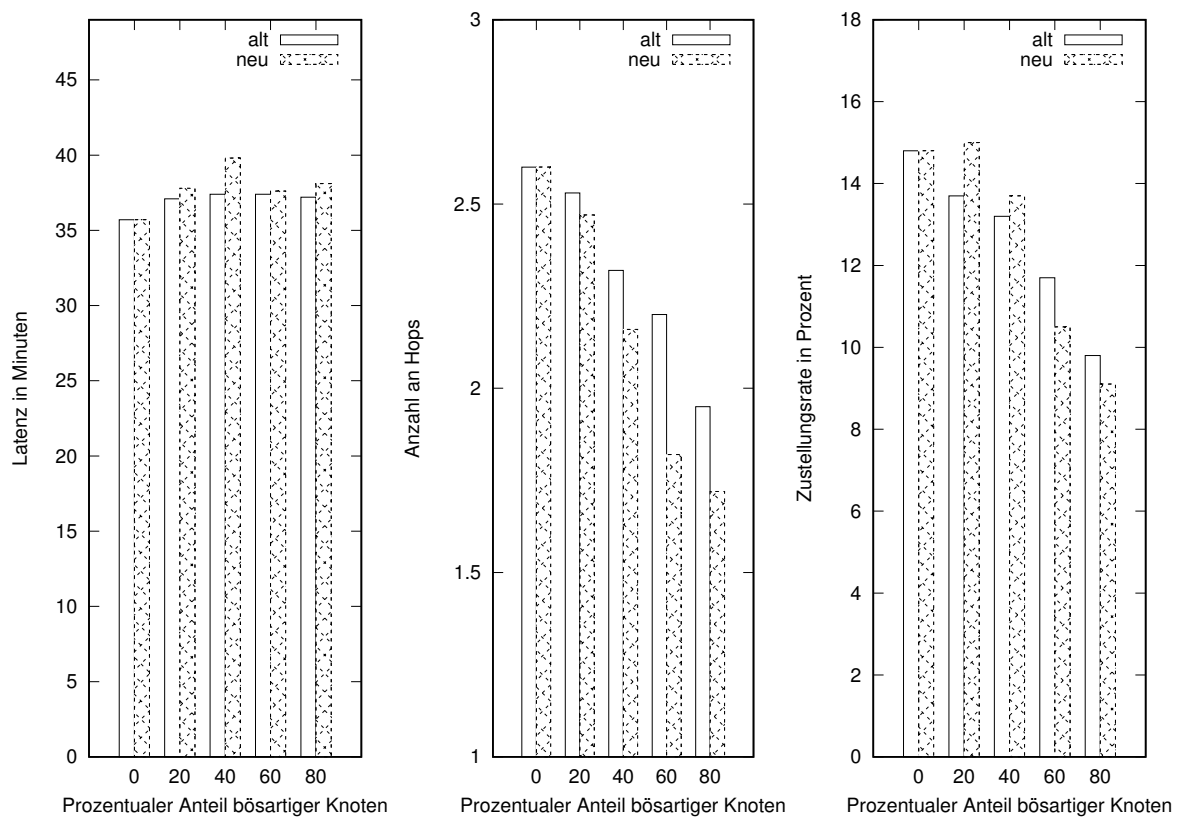 Latenz in Minuten
45
40
35
30
25
20
15
10
5
0
alt
neu
0 20 40 60 80
Prozentualer Anteil bösartiger Knoten
Anzahl an Hops
3
2.5
2
1.5
1
alt
neu
0 20 40 60 80
Prozentualer Anteil bösartiger Knoten
Zustellungsrate in Prozent
18
16
14
12
10
8
6
4
2
0
alt
neu
0 20 40 60 80
Prozentualer Anteil bösartiger Knoten